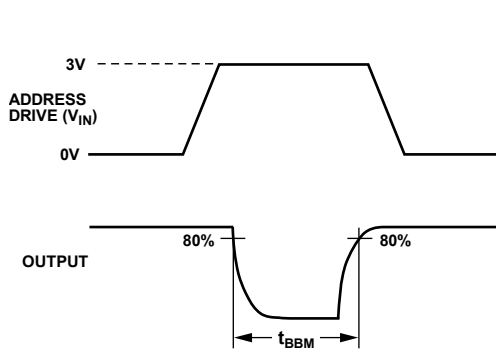 3V
ADDRESS
DRIVE (VIN)
0V
80%
80%
OUTPUT
tBBM